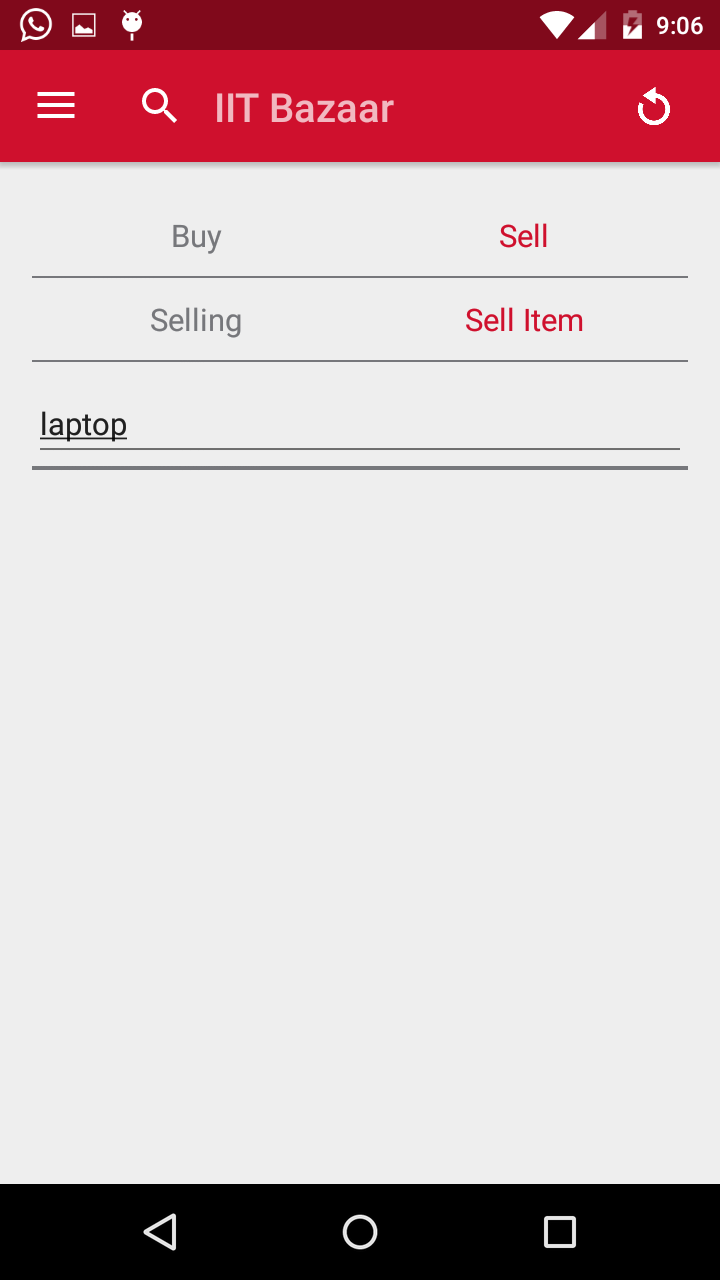 9:06
IIT Bazaar
Buy Sell
Selling Sell Item
laptop